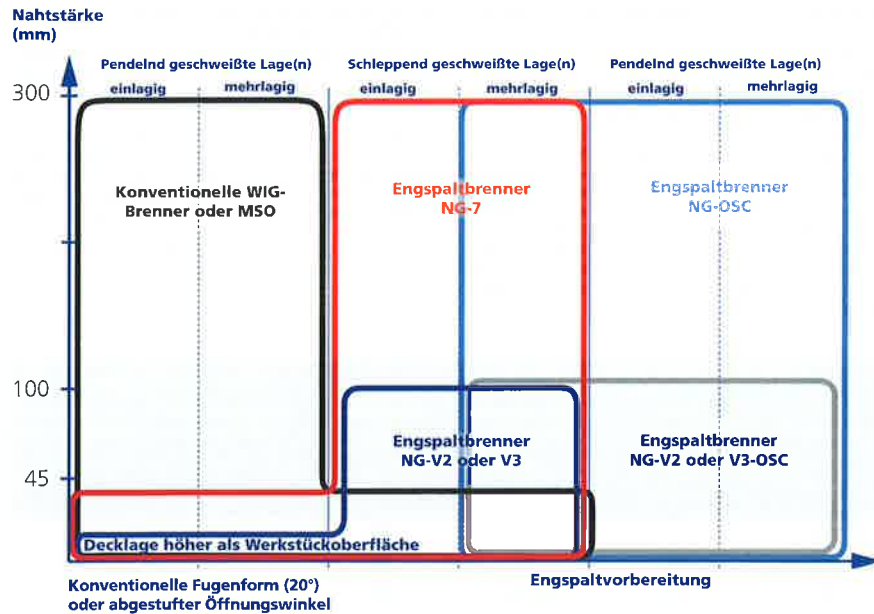 Nahtstärke
(mm)
Pendelnd geschweißte Lage(n)
Schleppend geschweißte Lage(n)
Pendelnd geschweißte Lage(n)
einlagig
mehrlagig
einlagig
mehrlagig
einlagig
mehrlagig
300
Konventionelle WIG-
Brenner oder MSO
Engspaltbrenner
NG-7
Engspaltbrenner
NG-OSC
100
Engspaltbrenner
NG-V2 oder V3
Engspaltbrenner
NG-V2 oder V3-OSC
45
Decklage höher als Werkstückoberfläche
Konventionelle Fugenform (20°)
oder abgestufter Öffnungswinkel
Engspaltvorbereitung